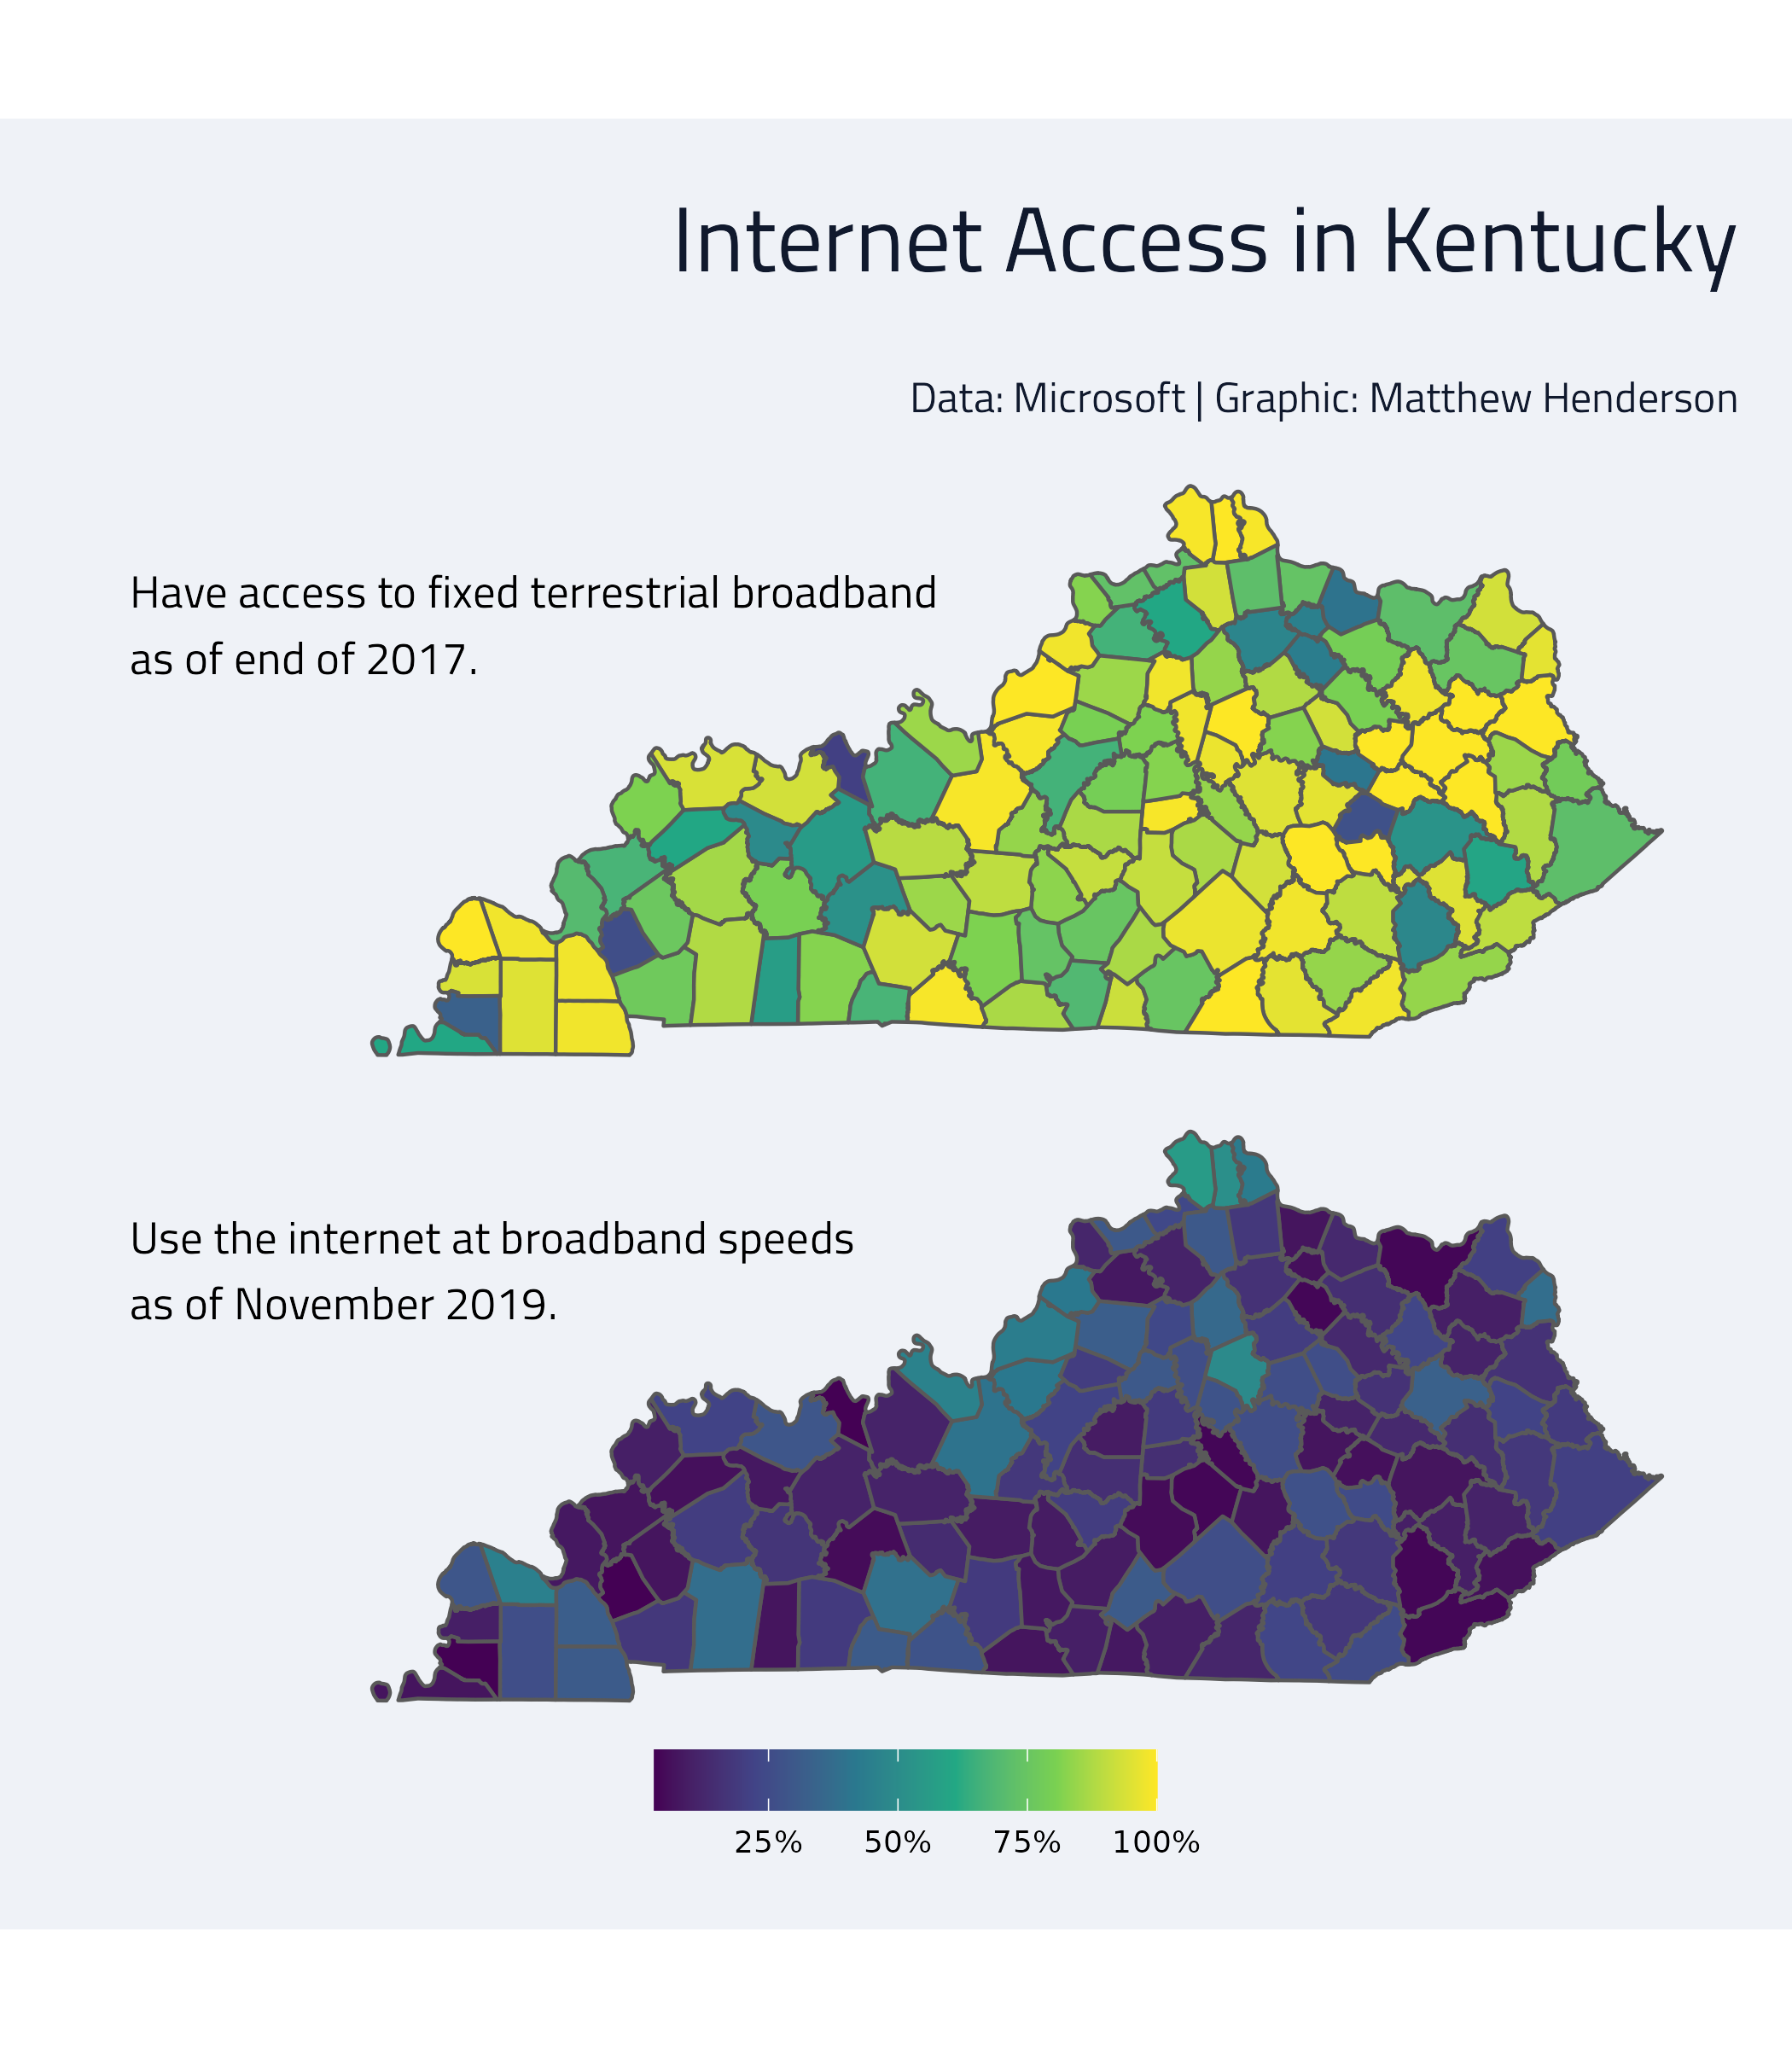 Internet Access in Kentucky
Data: Microsoft | Graphic: Matthew Henderson
Have access to fixed terrestrial broadband
as of end of 2017.
Use the internet at broadband speeds
as of November 2019.
25% 50% 75% 100%